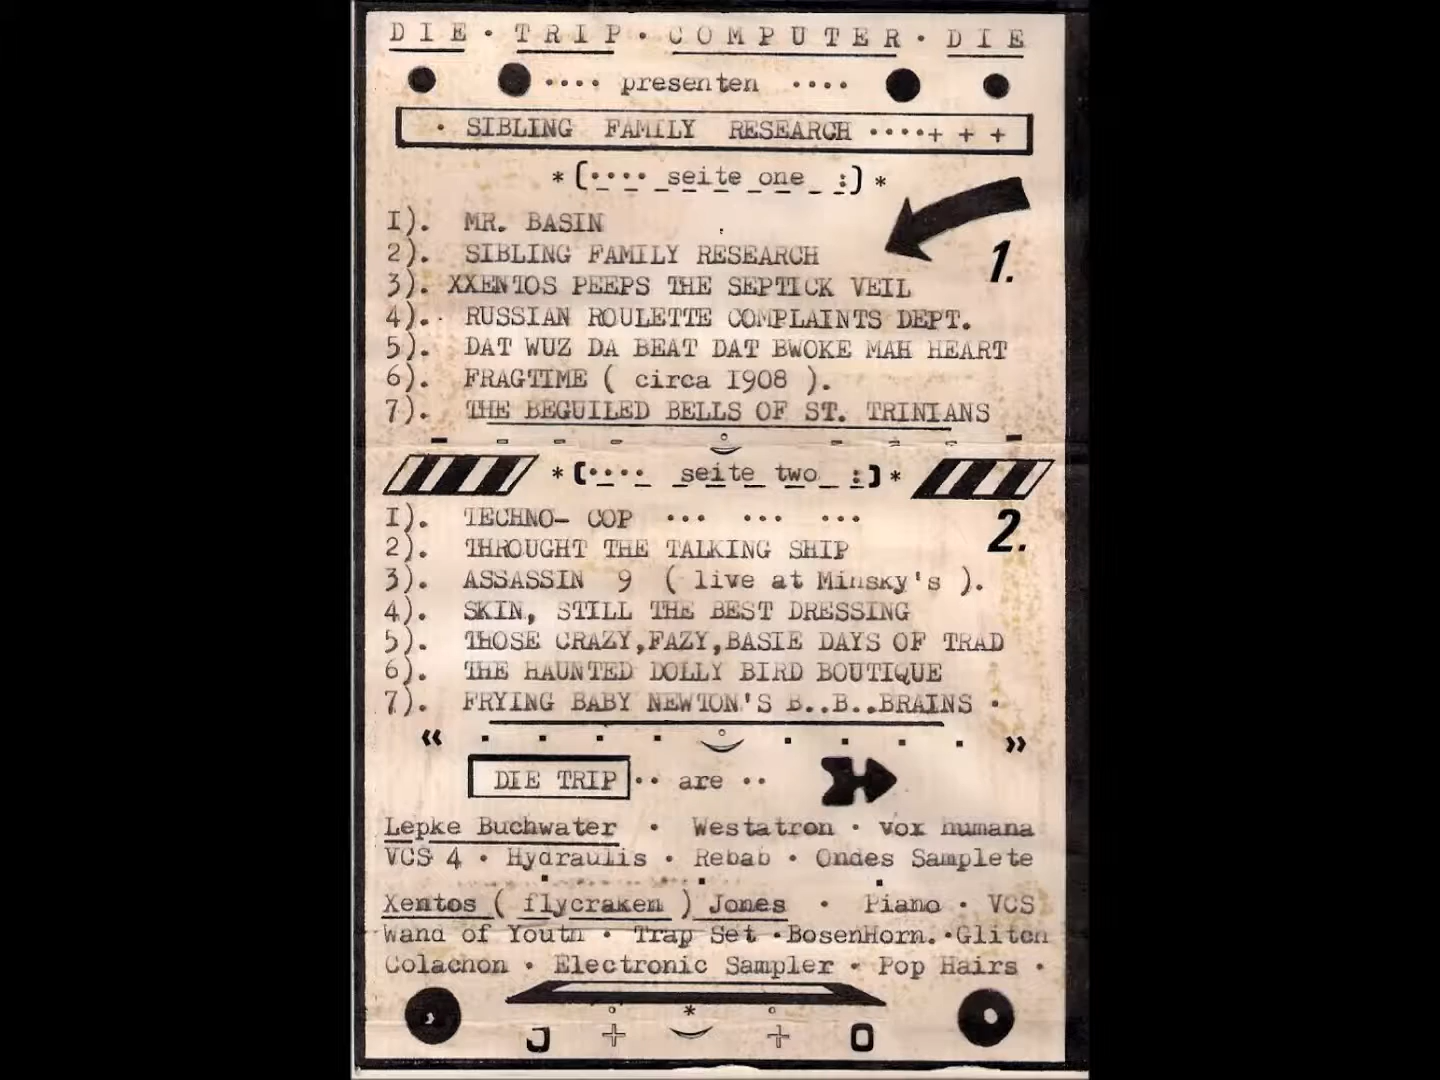 DIE · TRIP · COMPUTER · DIE
···· presenten ····
· SIBLING FAMILY RESEARCH ····+ + +
*(···· seite one :)*
1.
I). MR. BASIN
2). SIBLING FAMILY RESEARCH
3). XXENTOS PEEPS THE SEPTICK VEIL
4).· RUSSIAN ROULETTE COMPLAINTS DEPT.
5). DAT WUZ DA BEAT DAT BWOKE MAH HEART
6). FRAGTIME ( circa 1908 ).
7). THE BEGUILED BELLS OF ST. TRINIANS
*(···· seite two :)*
2.
I). TECHNO- COP ... ... ...
2). THROUGHT THE TALKING SHIP
3). ASSASSIN 9 ( live at Minsky's ).
4). SKIN, STILL THE BEST DRESSING
5). THOSE CRAZY,FAZY,BASIE DAYS OF TRAD
6). THE HAUNTED DOLLY BIRD BOUTIQUE
7). FRYING BABY NEWTON'S B..B..BRAINS ·
« · · · · · · · · »
DIE TRIP ·· are ··
Lepke Buchwater · Westatron · vox humana
VCS 4 · Hydraulis · Rebab · Ondes Samplete
Xentos ( flycraken ) Jones · Piano · VCS
Wand of Youth · Trap Set ·BosenHorn.·Glitch
Colachon · Electronic Sampler · Pop Hairs ·
J + + O